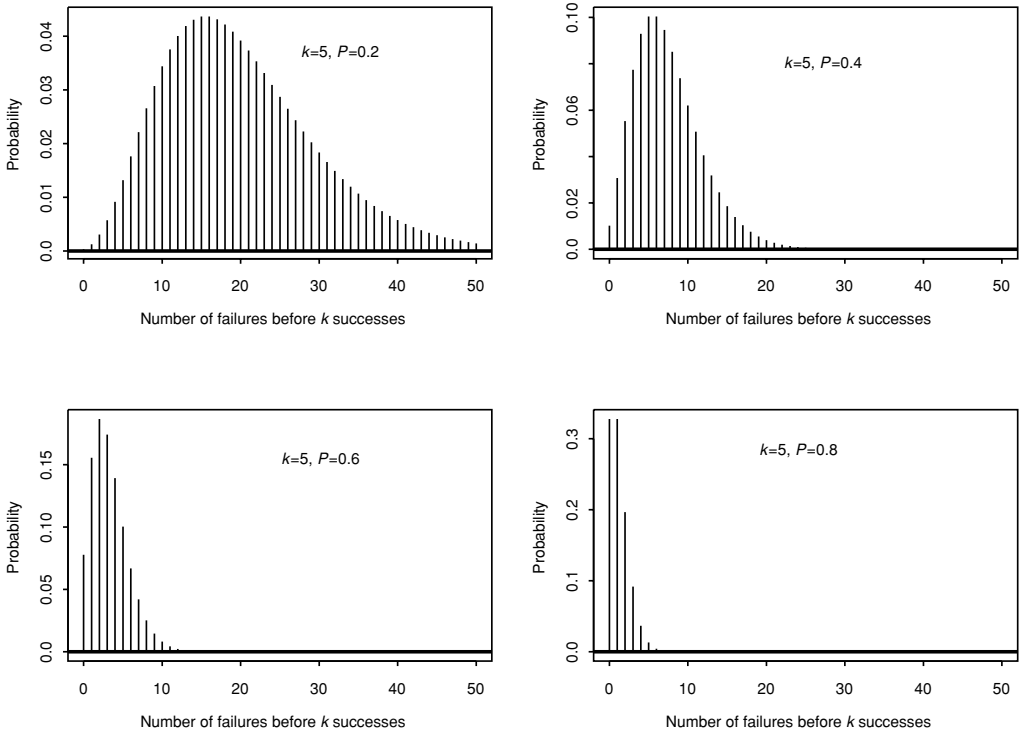 k=5, P=0.2
Probability
0.04
0.03
0.02
0.01
0.0
0 10 20 30 40 50
Number of failures before k successes
k=5, P=0.4
Probability
0.10
0.06
0.02
0.0
0 10 20 30 40 50
Number of failures before k successes
k=5, P=0.6
Probability
0.15
0.10
0.05
0.0
0 10 20 30 40 50
Number of failures before k successes
k=5, P=0.8
Probability
0.3
0.2
0.1
0.0
0 10 20 30 40 50
Number of failures before k successes